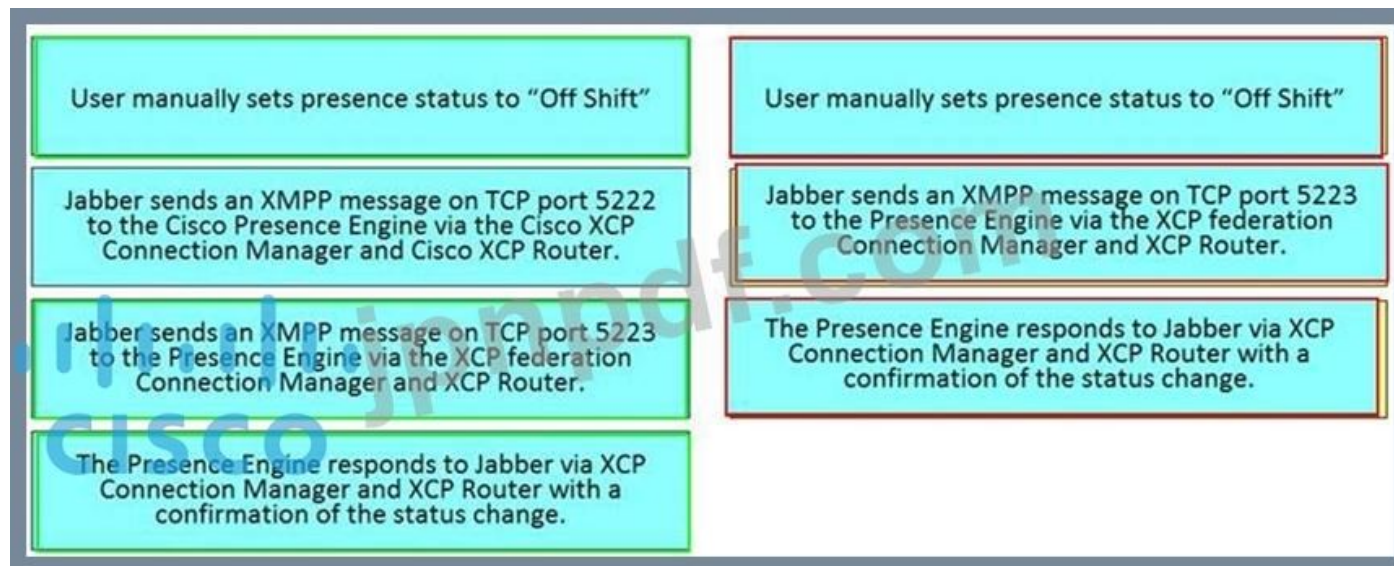 User manually sets presence status to “Off Shift”
Jabber sends an XMPP message on TCP port 5222
to the Cisco Presence Engine via the Cisco XCP
Connection Manager and Cisco XCP Router.
Jabber sends an XMPP message on TCP port 5223
to the Presence Engine via the XCP federation
Connection Manager and XCP Router.
The Presence Engine responds to Jabber via XCP
Connection Manager and XCP Router with a
confirmation of the status change.
User manually sets presence status to “Off Shift”
Jabber sends an XMPP message on TCP port 5223
to the Presence Engine via the XCP federation
Connection Manager and XCP Router.
The Presence Engine responds to Jabber via XCP
Connection Manager and XCP Router with a
confirmation of the status change.
jpnpdf.com
CISCO